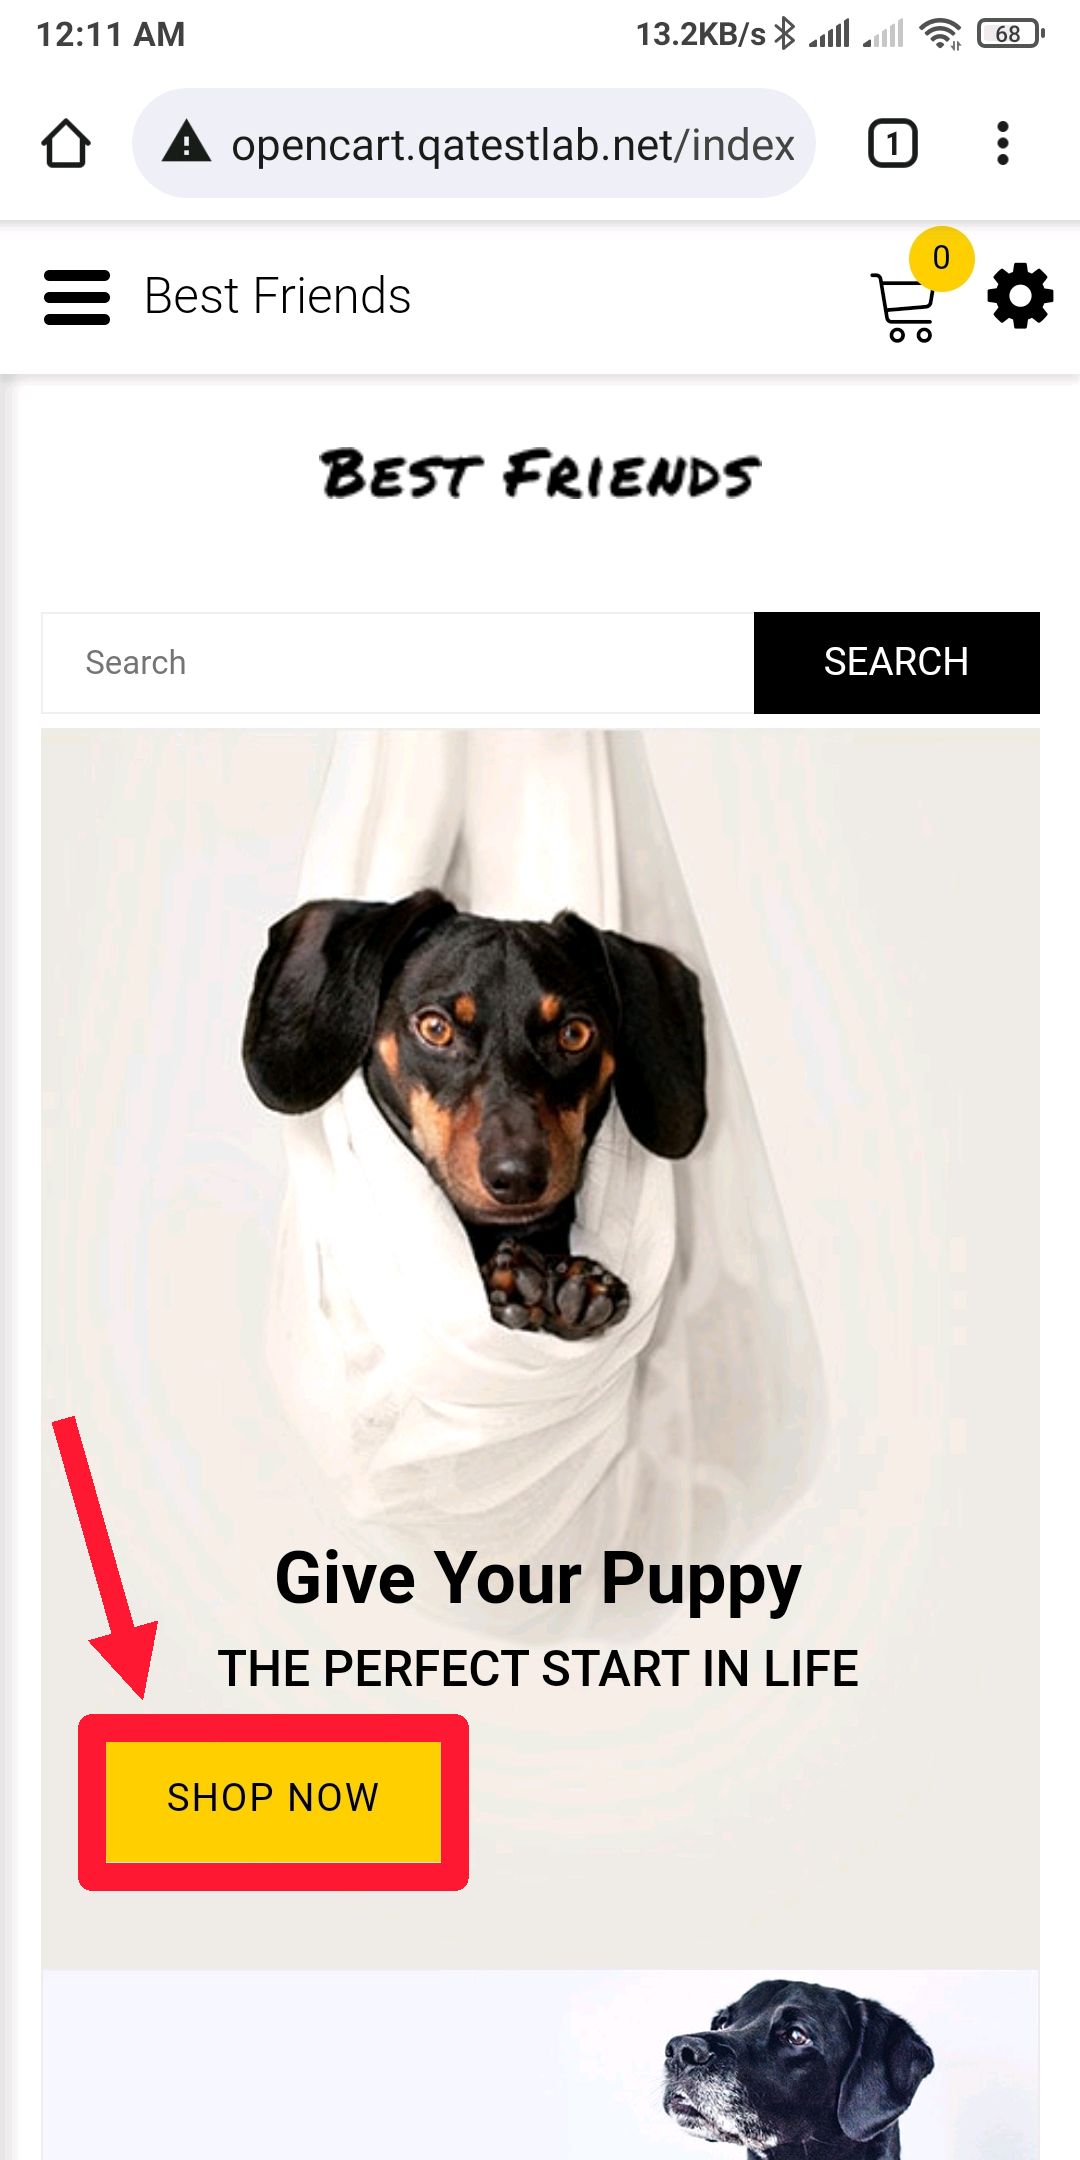 12:11 AM
13.2KB/s
68
opencart.qatestlab.net/index
1
Best Friends
0
BEST FRIENDS
Search
SEARCH
Give Your Puppy
THE PERFECT START IN LIFE
SHOP NOW